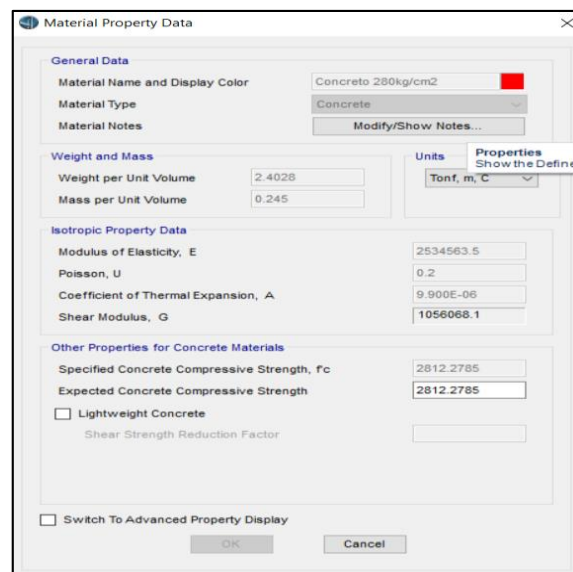 Material Property Data
General Data
Material Name and Display Color Concreto 280kg/cm2
Material Type Concrete
Material Notes Modify/Show Notes...
Properties
Show the Define
Weight and Mass Units
Weight per Unit Volume 2.4028 Tonf, m, C
Mass per Unit Volume 0.245
Isotropic Property Data
Modulus of Elasticity, E 2534563.5
Poisson, U 0.2
Coefficient of Thermal Expansion, A 9.900E-06
Shear Modulus, G 1056068.1
Other Properties for Concrete Materials
Specified Concrete Compressive Strength, f'c 2812.2785
Expected Concrete Compressive Strength 2812.2785
Lightweight Concrete
Shear Strength Reduction Factor
Switch To Advanced Property Display
OK Cancel